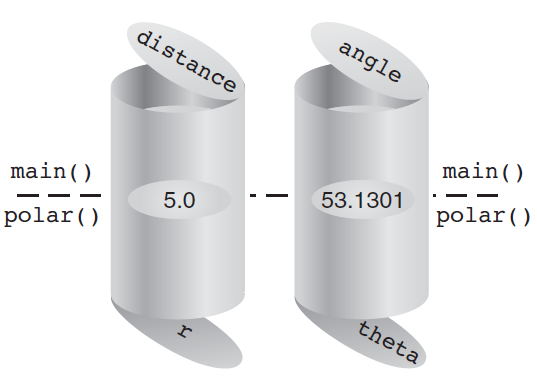 distance
angle
main()
main()
5.0
53.1301
polar()
polar()
r
theta